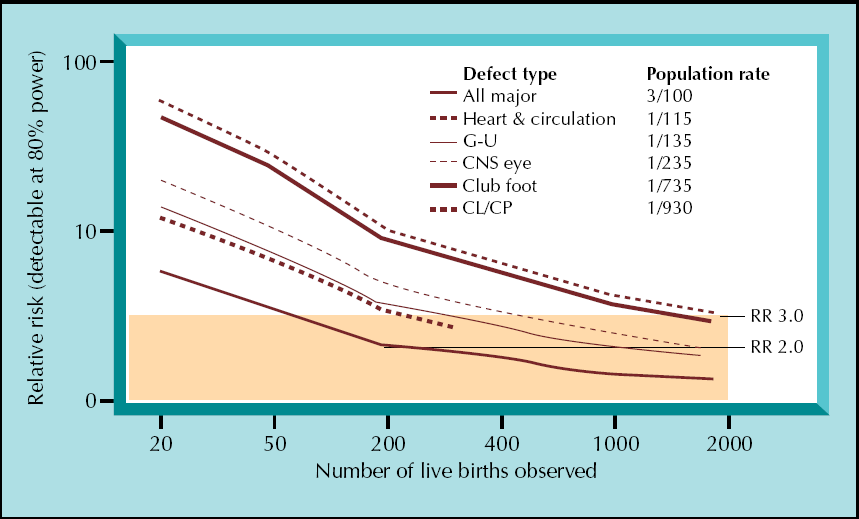 Relative risk (detectable at 80% power)
100
10
0
Defect type Population rate
All major 3/100
Heart & circulation 1/115
G-U 1/135
CNS eye 1/235
Club foot 1/735
CL/CP 1/930
RR 3.0
RR 2.0
20 50 200 400 1000 2000
Number of live births observed